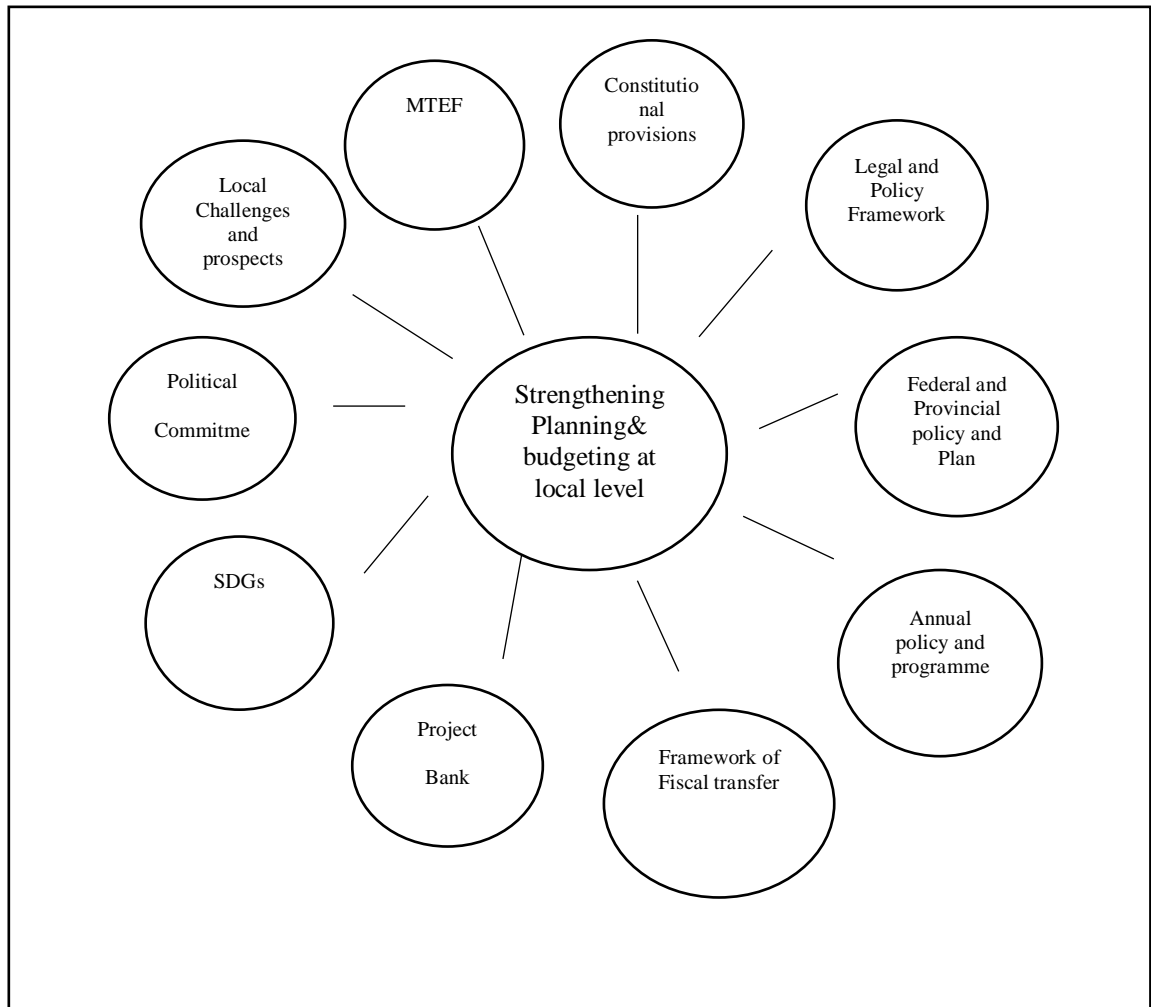 MTEF
Constitutio
nal
provisions
Legal and
Policy
Framework
Local
Challenges
and
prospects
Political
Commitme
Strengthening
Planning&
budgeting at
local level
Federal and
Provincial
policy and
Plan
SDGs
Annual
policy and
programme
Project
Bank
Framework of
Fiscal transfer